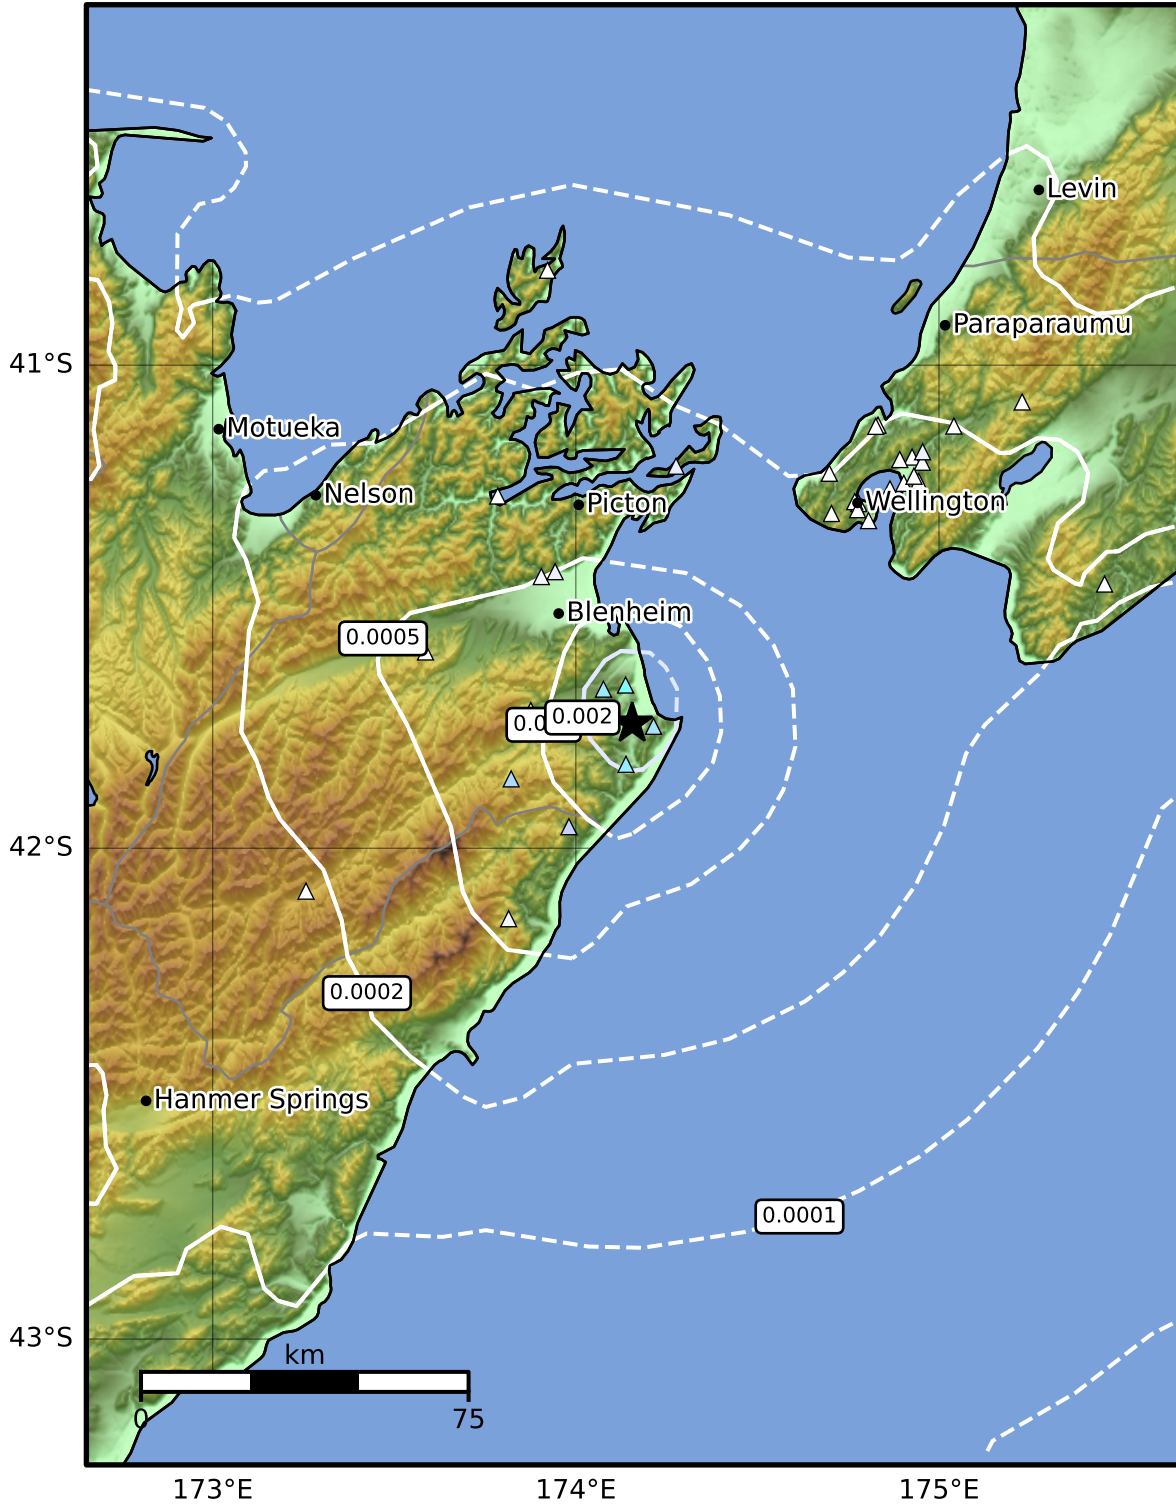 Levin
Paraparaumu
41°S
Motueka
Nelson
Picton
Wellington
Blenheim
0.0005
0.002
42°S
0.0002
Hanmer Springs
0.0001
43°S
km
0
75
173°E
174°E
175°E